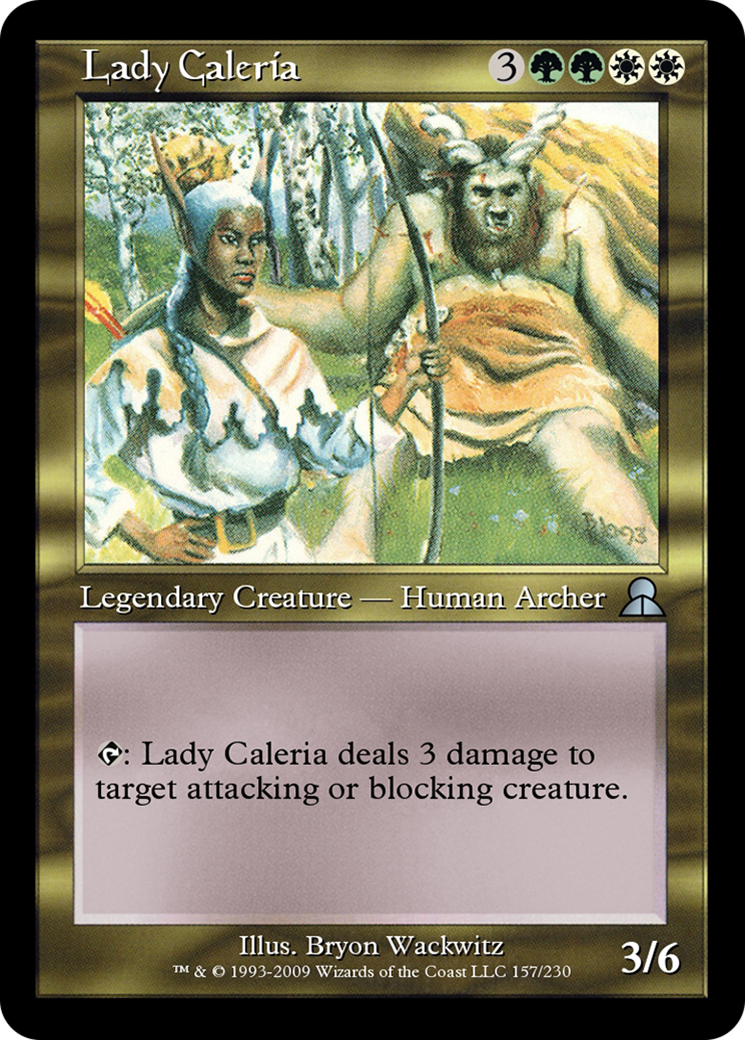 Lady Caleria
3
Legendary Creature — Human Archer
: Lady Caleria deals 3 damage to
target attacking or blocking creature.
Illus. Bryon Wackwitz
™ & © 1993-2009 Wizards of the Coast LLC 157/230
3/6